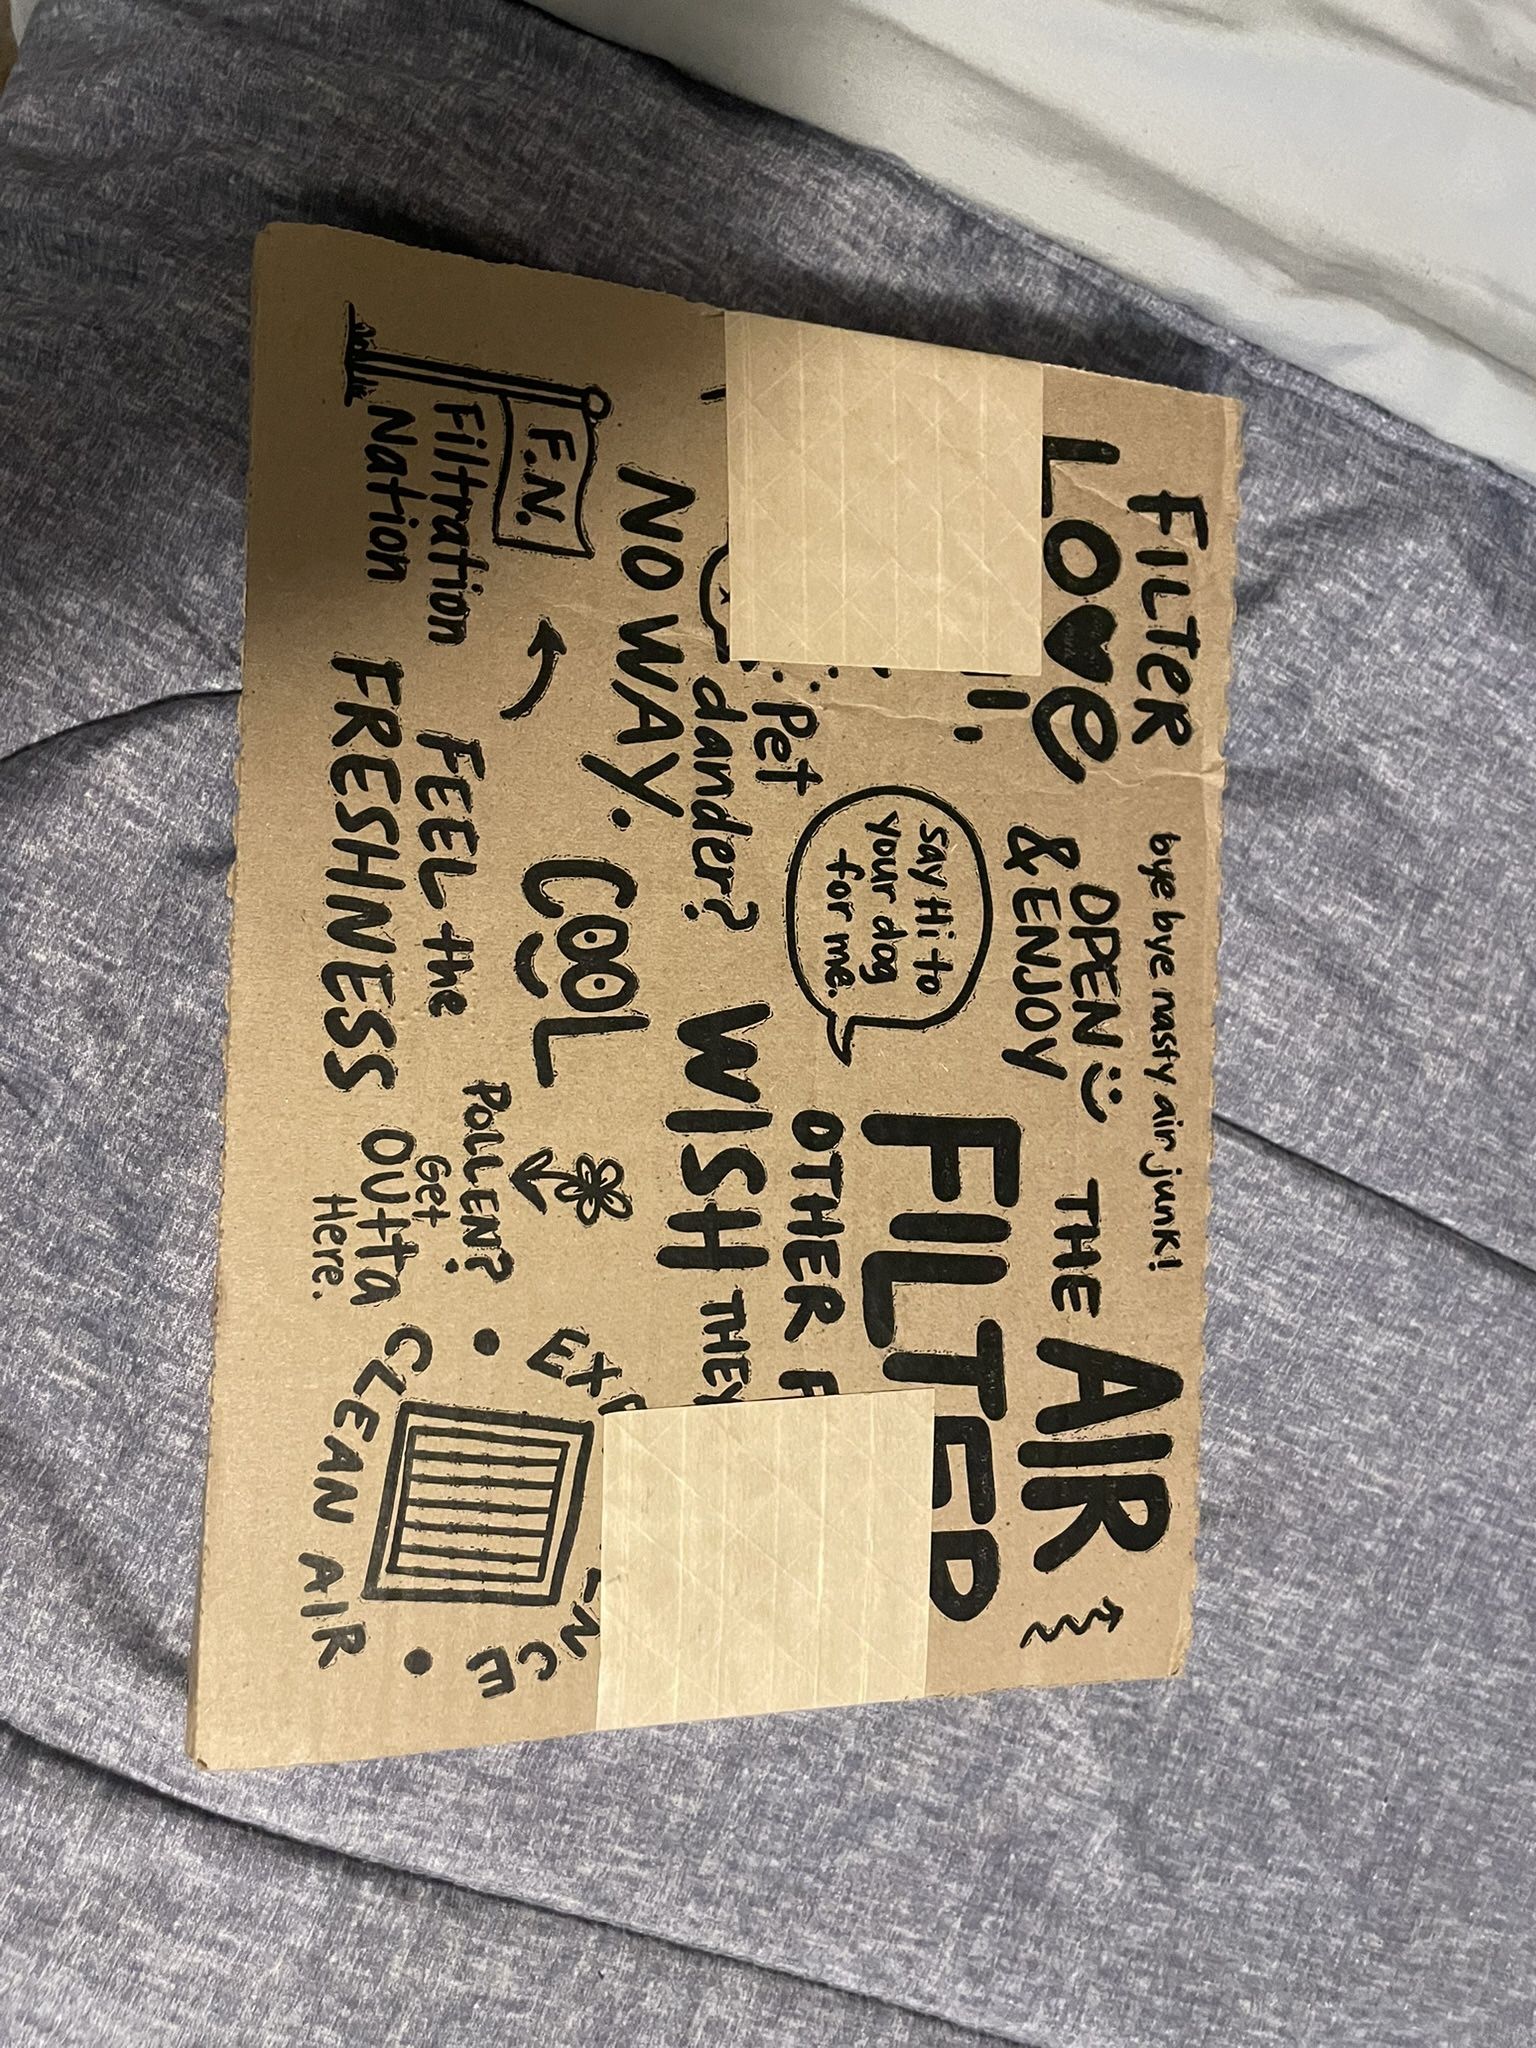 FILTER
LOVE
bye bye nasty air junk!
OPEN
& ENJOY
THE AIR
FILTER
Say Hi to
your dog
for me.
OTHER
WISH THEY
Pet
dander?
NO WAY.
COOL
F.N.
Filtration
Nation
FEEL the
FRESHNESS
POLLEN?
Get
OUtta
Here.
CLEAN AIR